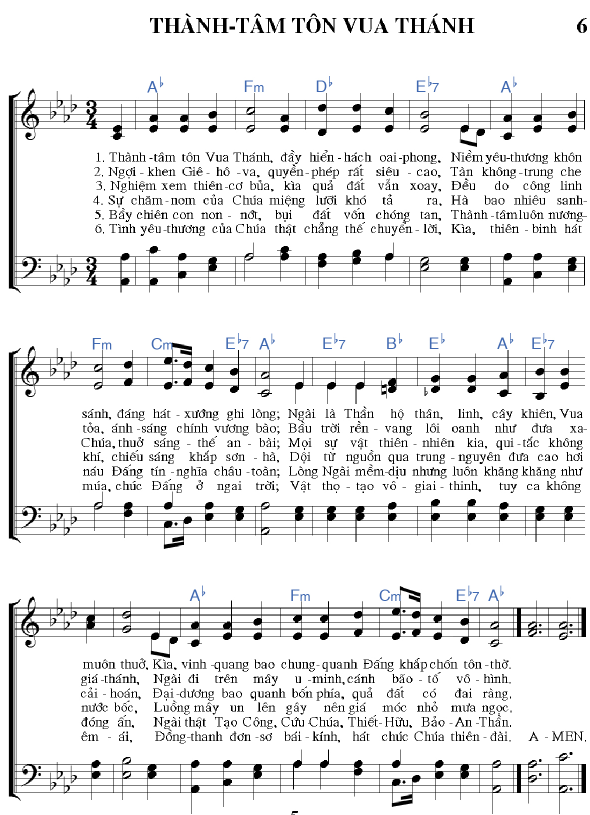 THÀNH-TÂM TÔN VUA THÁNH 6
A♭ Fm D♭ E♭7 A♭
1. Thành-tâm tôn Vua Thánh, đầy hiển-hách oai-phong, Niềm yêu-thương khôn
2. Ngợi-khen Giê-hô-va, quyền-phép rất siêu-cao, Tàn không-trung che
3. Nghiệm xem thiên-cơ bủa, kìa quả đất vẫn xoay, Đều do công linh
4. Sự chăm-nom của Chúa miệng lưỡi khó tả ra, Hà bao nhiêu sanh-
5. Bầy chiên con non-nớt, bụi đất vốn chóng tan, Thành-tâm luôn nương-
6. Tình yêu-thương của Chúa thật chẳng thể chuyển-lời, Kìa, thiên-binh hát
Fm Cm E♭7 A♭ E♭7 B♭ E♭ A♭ E♭7
sánh, đáng hát-xướng ghi lòng; Ngài là Thần hộ thân, linh, cây khiên, Vua
tỏa, ánh-sáng chính vương bào; Bầu trời rền-vang lôi oanh như đưa xa-
Chúa, thuở sáng-thế an-bài; Mọi sự vật thiên-nhiên kia, qui-tắc không
khí, chiếu sáng khắp sơn-hà, Dội từ nguồn qua trung-nguyên đưa cao hơi
náu Đấng tín-nghĩa châu-toàn; Lòng Ngài mềm-dịu nhưng luôn khăng khăng như
múa, chúc Đấng ở ngai trời; Vật thọ-tạo vô-giai-thinh, tuy ca không
A♭ Fm Cm E♭7 A♭
muôn thuở, Kìa, vinh-quang bao chung-quanh Đấng khắp chốn tôn-thờ.
giá-thánh, Ngài đi trên mây u-minh, cánh bão-tố vô-hình.
cải-hoán, Đại-dương bao quanh bốn phía, quả đất có đai ràng.
nước bốc, Luồng mây un lên gây nên giá móc nhỏ mưa ngọc.
đóng ấn, Ngài thật Tạo Công, Cứu-Chúa, Thiết-Hữu, Bảo-An-Thần.
êm-ái, Đồng-thanh đơn-sơ bái-kính, hát chúc Chúa thiên-đài. A-MEN.